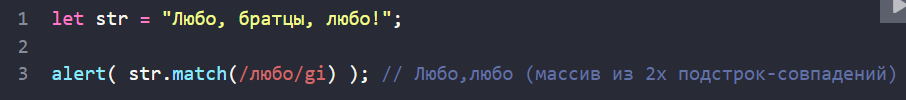 1 let str = "Любо, братцы, любо!";
2
3 alert( str.match(/любо/gi) ); // Любо,любо (массив из 2х подстрок-совпадений)